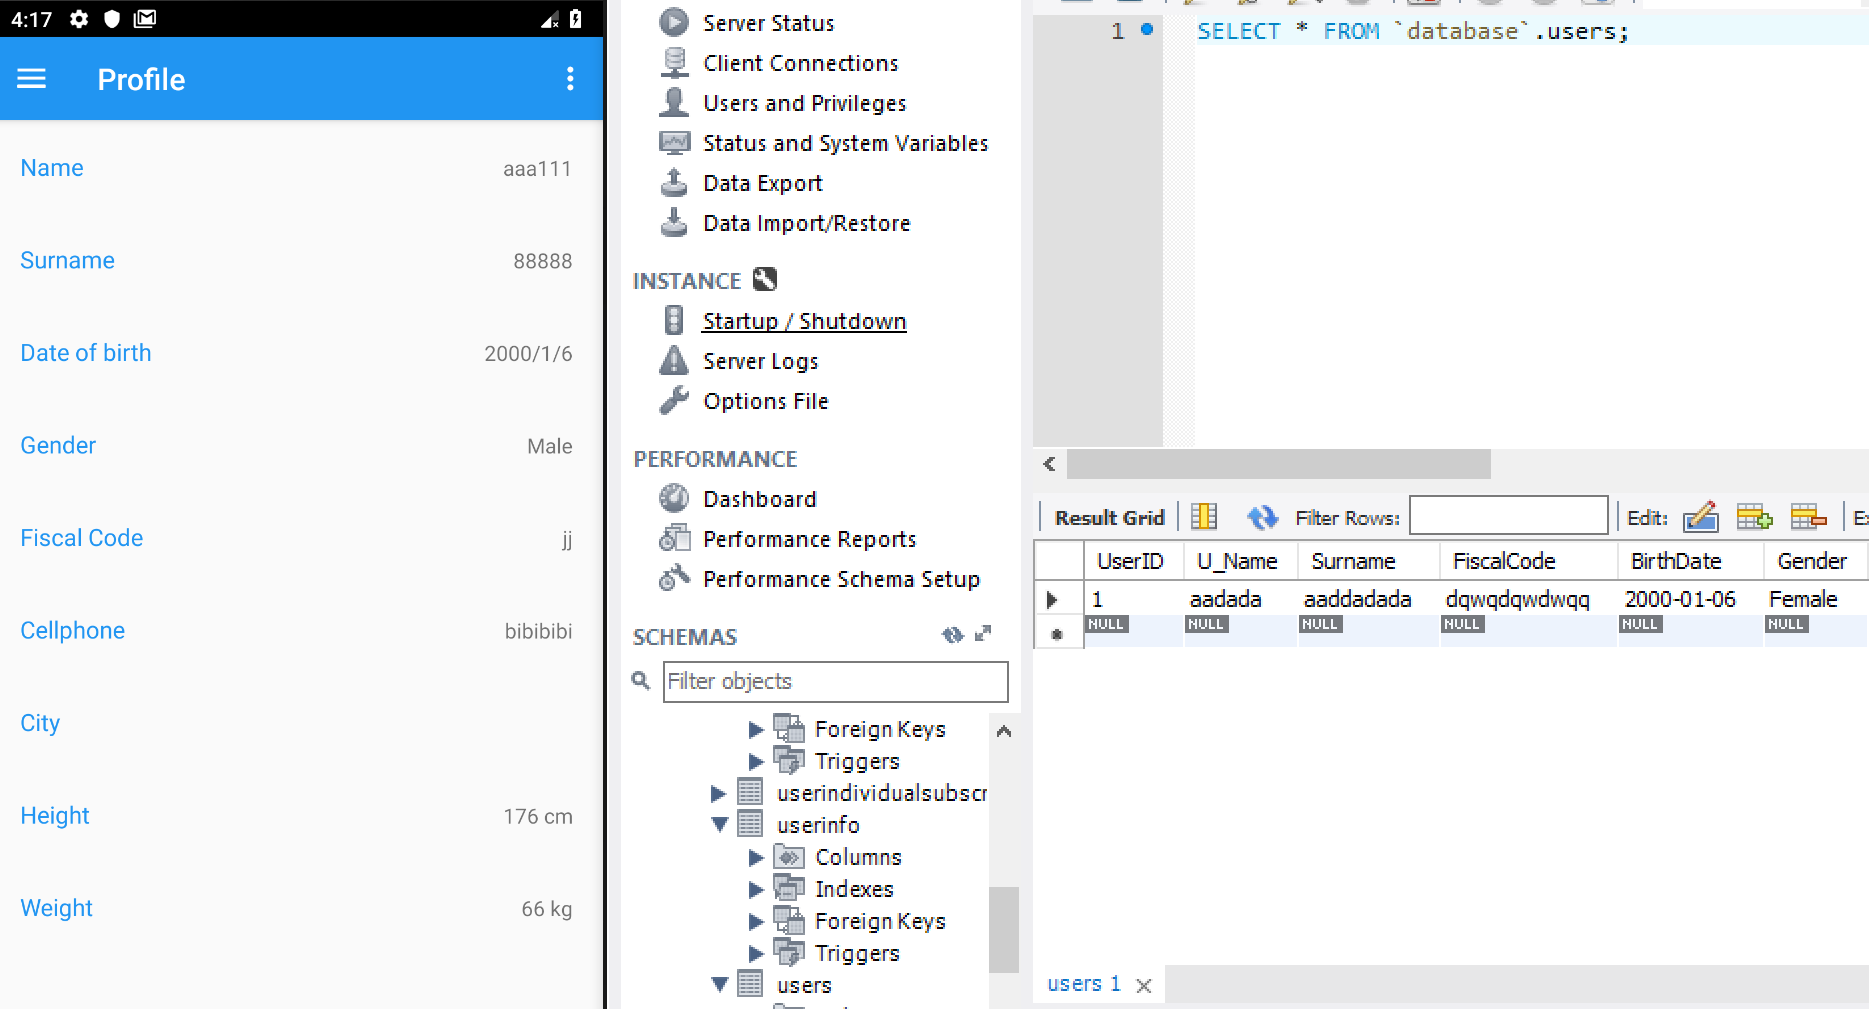 4:17
Profile
Name aaa111
Surname 88888
Date of birth 2000/1/6
Gender Male
Fiscal Code jj
Cellphone bibibibi
City
Height 176 cm
Weight 66 kg
Server Status
Client Connections
Users and Privileges
Status and System Variables
Data Export
Data Import/Restore
INSTANCE
Startup / Shutdown
Server Logs
Options File
PERFORMANCE
Dashboard
Performance Reports
Performance Schema Setup
SCHEMAS
Filter objects
Foreign Keys
Triggers
userindividualsubscr
userinfo
Columns
Indexes
Foreign Keys
Triggers
users
1 SELECT * FROM `database`.users;
Result Grid Filter Rows: Edit: Ex
UserID U_Name Surname FiscalCode BirthDate Gender
1 aadada aaddadada dqwqdqwdwqq 2000-01-06 Female
NULL NULL NULL NULL NULL NULL
users 1